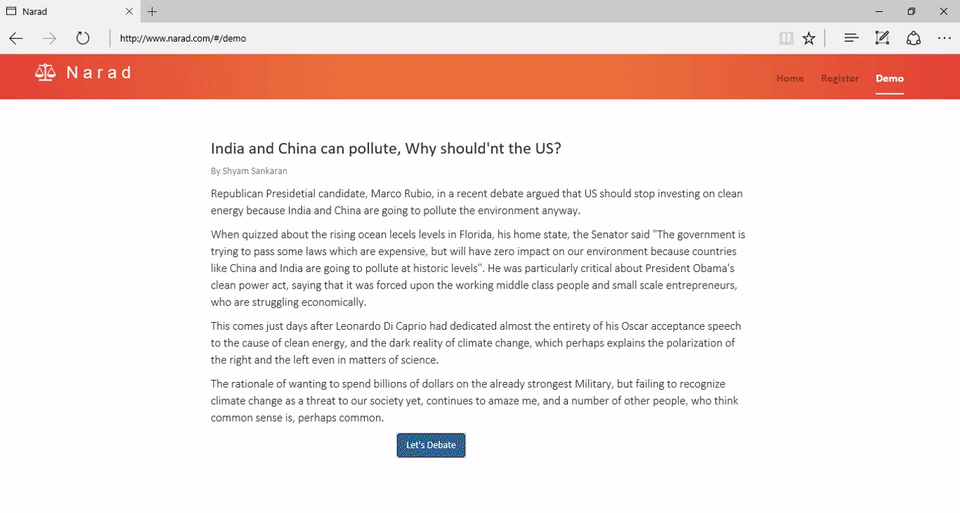 Narad
http://www.narad.com/#/demo
Narad
Home Register Demo
India and China can pollute, Why should'nt the US?
By Shyam Sankaran
Republican Presidetial candidate, Marco Rubio, in a recent debate argued that US should stop investing on clean
energy because India and China are going to pollute the environment anyway.
When quizzed about the rising ocean lecels levels in Florida, his home state, the Senator said "The government is
trying to pass some laws which are expensive, but will have zero impact on our environment because countries
like China and India are going to pollute at historic levels". He was particularly critical about President Obama's
clean power act, saying that it was forced upon the working middle class people and small scale entrepreneurs,
who are struggling economically.
This comes just days after Leonardo Di Caprio had dedicated almost the entirety of his Oscar acceptance speech
to the cause of clean energy, and the dark reality of climate change, which perhaps explains the polarization of
the right and the left even in matters of science.
The rationale of wanting to spend billions of dollars on the already strongest Military, but failing to recognize
climate change as a threat to our society yet, continues to amaze me, and a number of other people, who think
common sense is, perhaps common.
Let's Debate